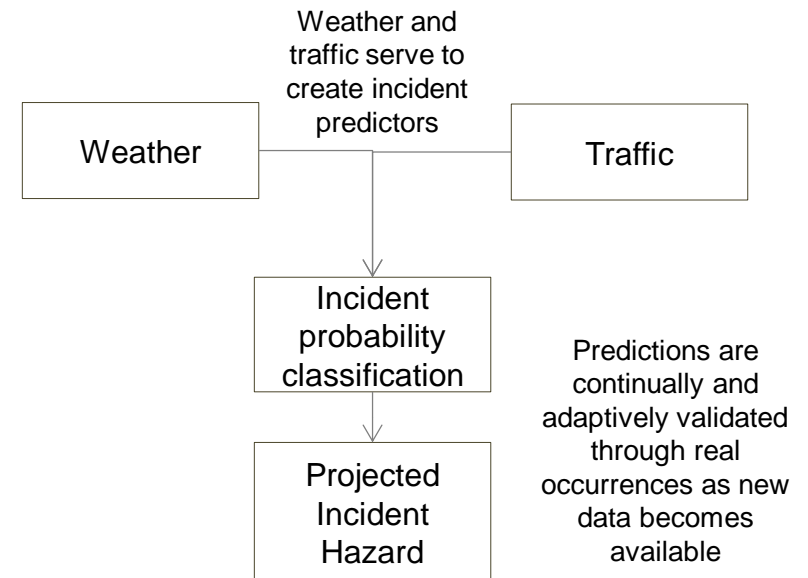 Weather and
traffic serve to
create incident
predictors
Weather
Traffic
Incident
probability
classification
Predictions are
continually and
adaptively validated
through real
occurrences as new
data becomes
available
Projected
Incident
Hazard